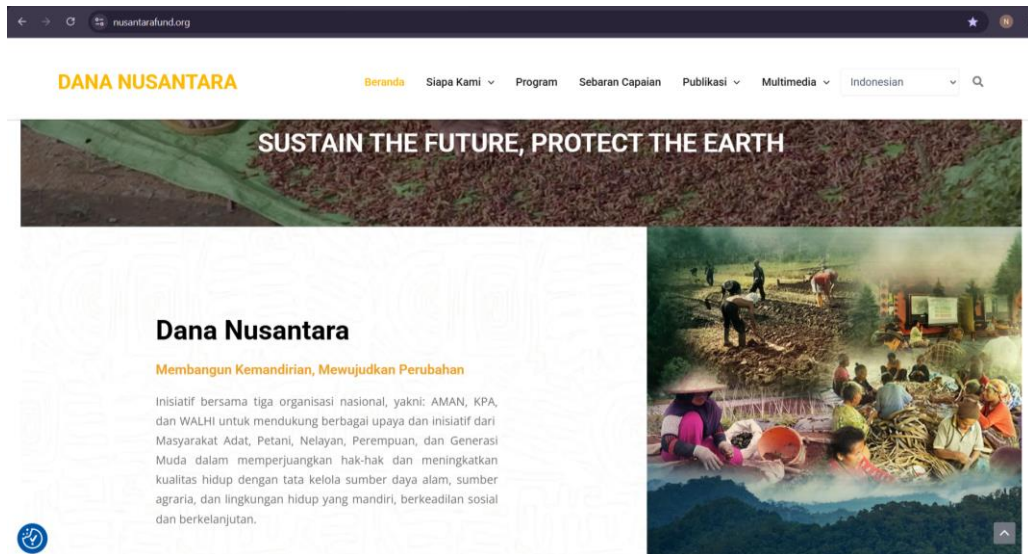 nusantarafund.org
N
DANA NUSANTARA
Beranda
Siapa Kami
Program
Sebaran Capaian
Publikasi
Multimedia
Indonesian
SUSTAIN THE FUTURE, PROTECT THE EARTH
Dana Nusantara
Membangun Kemandirian, Mewujudkan Perubahan
Inisiatif bersama tiga organisasi nasional, yakni: AMAN, KPA,
dan WALHI untuk mendukung berbagai upaya dan inisiatif dari
Masyarakat Adat, Petani, Nelayan, Perempuan, dan Generasi
Muda dalam memperjuangkan hak-hak dan meningkatkan
kualitas hidup dengan tata kelola sumber daya alam, sumber
agraria, dan lingkungan hidup yang mandiri, berkeadilan sosial
dan berkelanjutan.